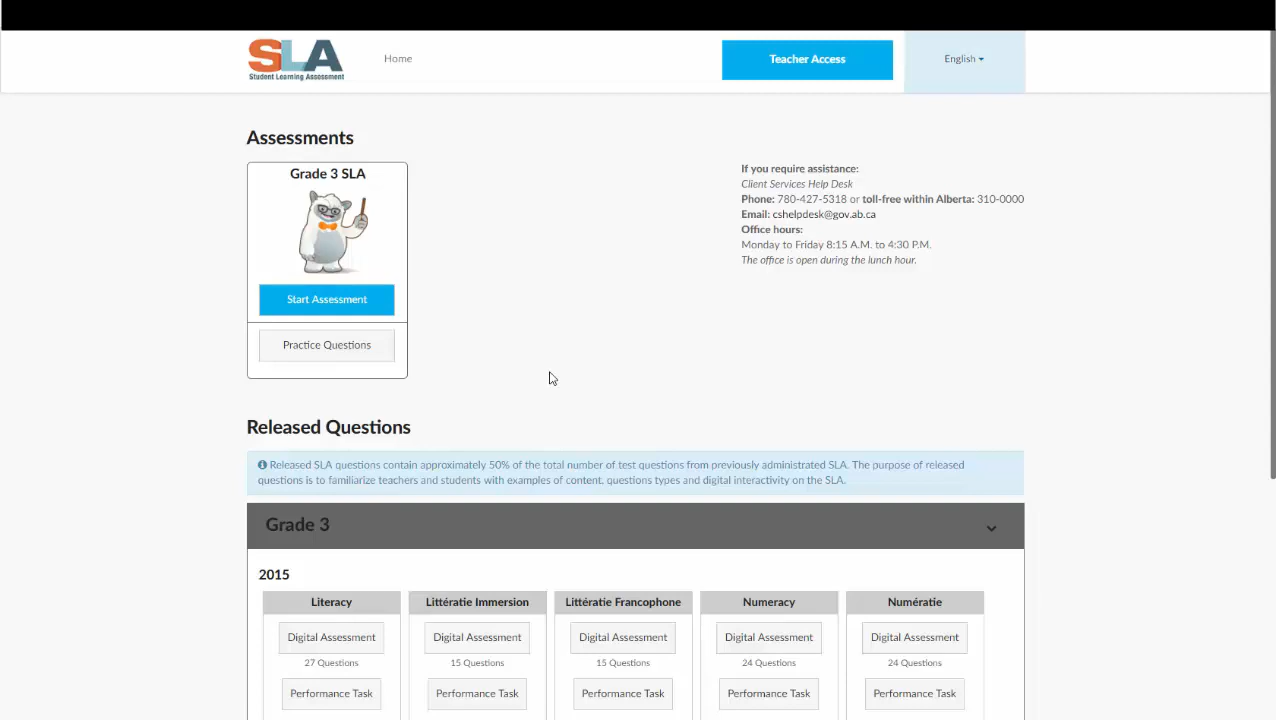 SLA
Student Learning Assessment
Home
Teacher Access
English
Assessments
Grade 3 SLA
Start Assessment
Practice Questions
If you require assistance:
Client Services Help Desk
Phone: 780-427-5318 or toll-free within Alberta: 310-0000
Email: cshelpdesk@gov.ab.ca
Office hours:
Monday to Friday 8:15 A.M. to 4:30 P.M.
The office is open during the lunch hour.
Released Questions
Released SLA questions contain approximately 50% of the total number of test questions from previously administrated SLA. The purpose of released
questions is to familiarize teachers and students with examples of content, questions types and digital interactivity on the SLA.
Grade 3
2015
Literacy Littératie Immersion Littératie Francophone Numeracy Numératie
Digital Assessment Digital Assessment Digital Assessment Digital Assessment Digital Assessment
27 Questions 15 Questions 15 Questions 24 Questions 24 Questions
Performance Task Performance Task Performance Task Performance Task Performance Task